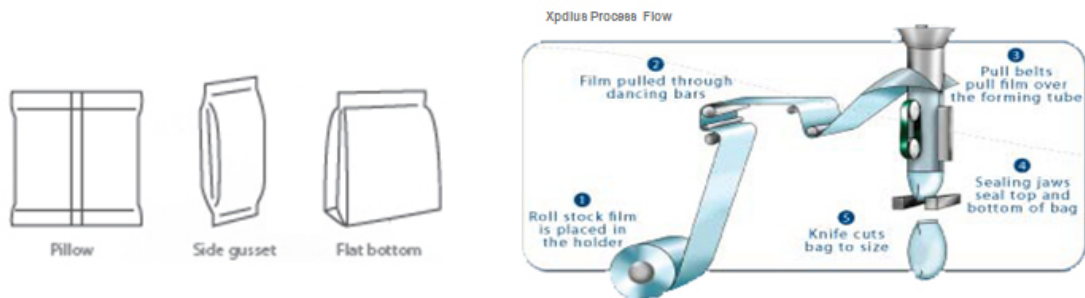 Pillow
Side gusset
Flat bottom
Xpdius Process Flow
1
Roll stock film
is placed in
the holder
2
Film pulled through
dancing bars
3
Pull belts
pull film over
the forming tube
4
Sealing jaws
seal top and
bottom of bag
5
Knife cuts
bag to size